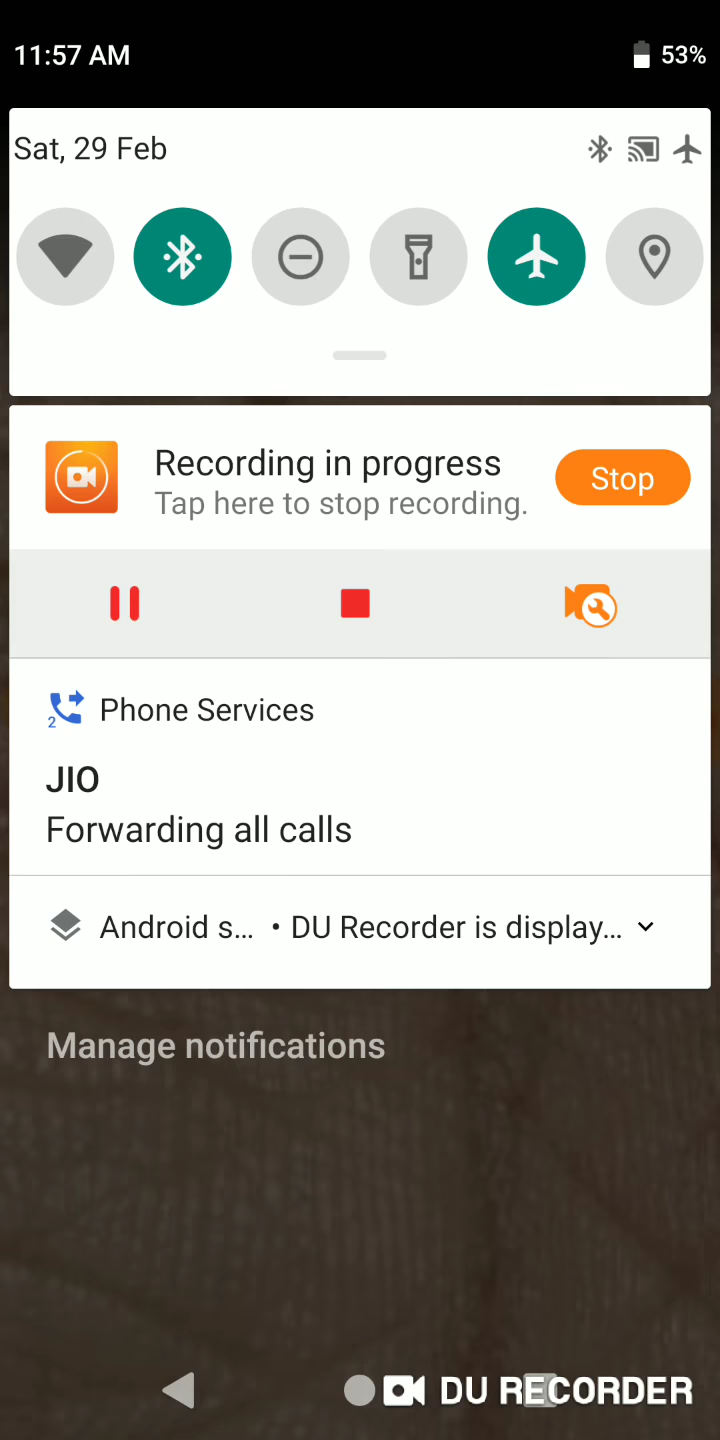 11:57 AM
53%
Sat, 29 Feb
Recording in progress
Stop
Tap here to stop recording.
2
Phone Services
JIO
Forwarding all calls
Android s... • DU Recorder is display...
Manage notifications
DU RECORDER